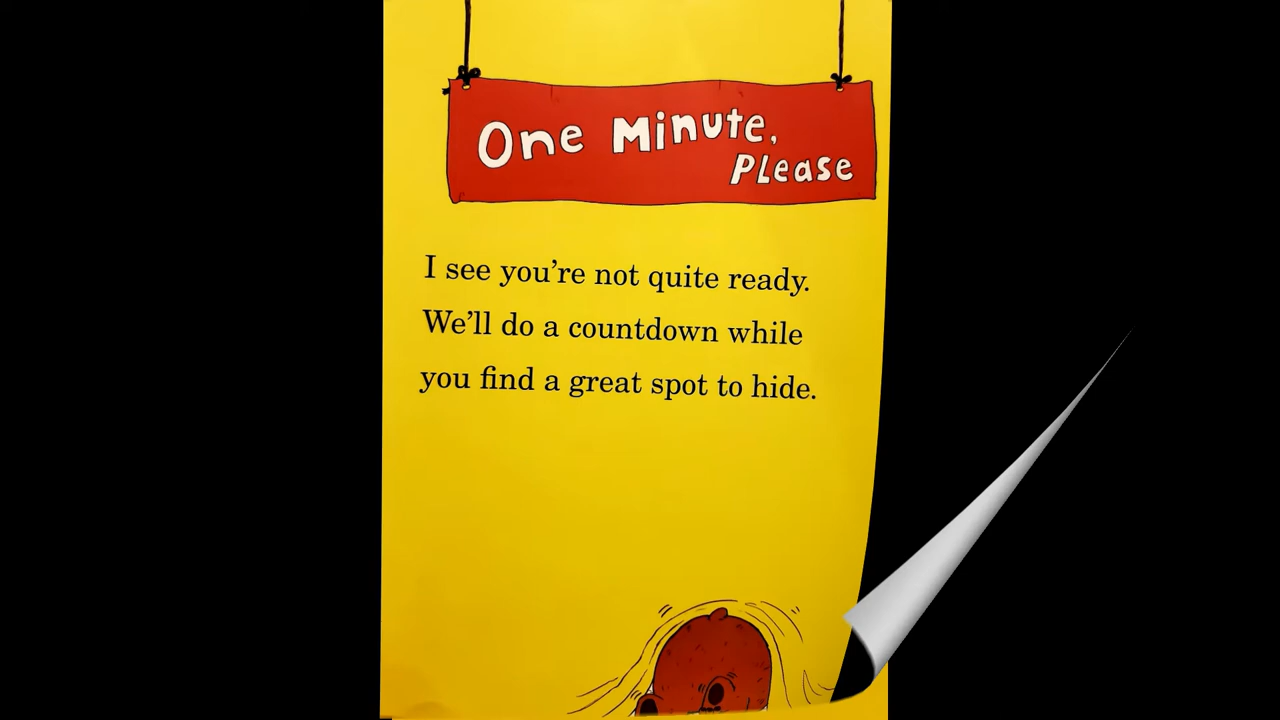 One Minute,
Please
I see you're not quite ready.
We'll do a countdown while
you find a great spot to hide.